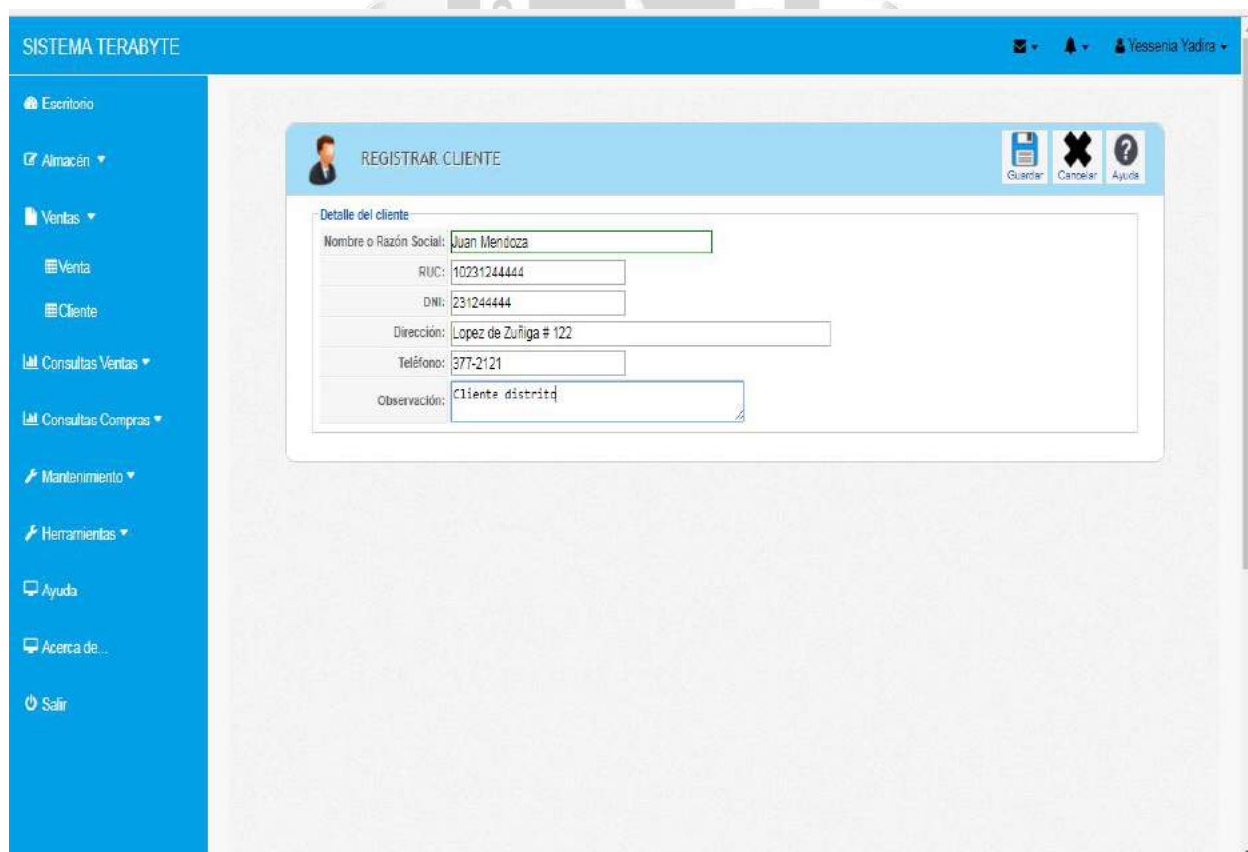 SISTEMA TERABYTE
Yessenia Yadira
Escritorio
Almacén
Ventas
Venta
Cliente
Consultas Ventas
Consultas Compras
Mantenimiento
Herramientas
Ayuda
Acerca de...
Salir
REGISTRAR CLIENTE
Guardar Cancelar Ayuda
Detalle del cliente
Nombre o Razón Social: Juan Mendoza
RUC: 10231244444
DNI: 231244444
Dirección: Lopez de Zuñiga # 122
Teléfono: 377-2121
Observación: Cliente distrito